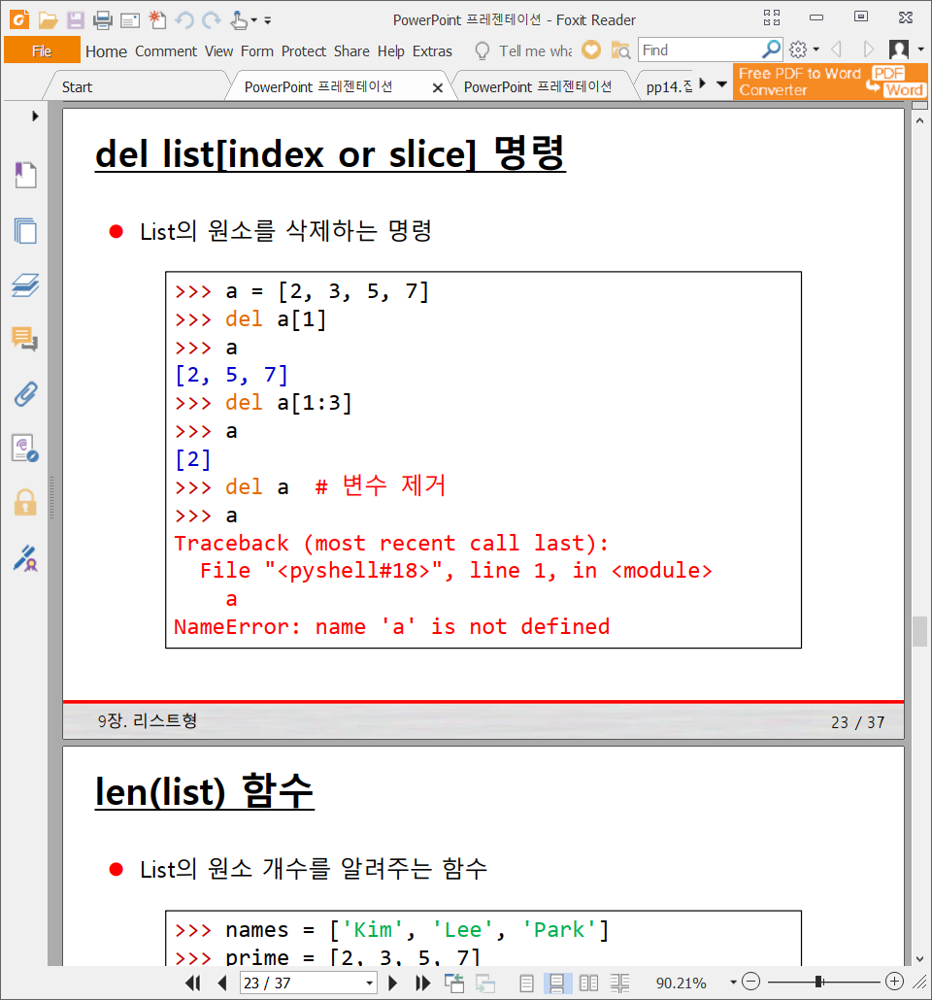 PowerPoint 프레젠테이션 - Foxit Reader
File Home Comment View Form Protect Share Help Extras Tell me wha Find
Start PowerPoint 프레젠테이션 PowerPoint 프레젠테이션 pp14.집
Free PDF to Word PDF
Converter Word
del list[index or slice] 명령
List의 원소를 삭제하는 명령
>>> a = [2, 3, 5, 7]
>>> del a[1]
>>> a
[2, 5, 7]
>>> del a[1:3]
>>> a
[2]
>>> del a  # 변수 제거
>>> a
Traceback (most recent call last):
  File "<pyshell#18>", line 1, in <module>
    a
NameError: name 'a' is not defined
9장. 리스트형 23 / 37
len(list) 함수
List의 원소 개수를 알려주는 함수
>>> names = ['Kim', 'Lee', 'Park']
>>> prime = [2, 3, 5, 7]
23 / 37 90.21%